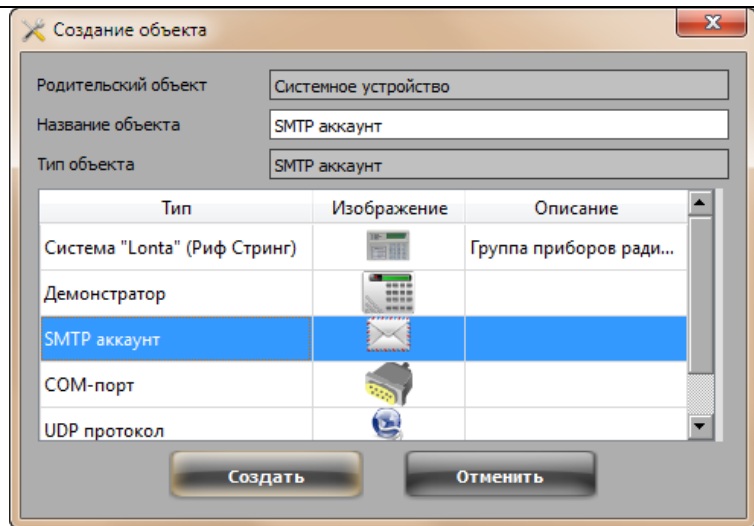 Создание объекта
Родительский объект Системное устройство
Название объекта SMTP аккаунт
Тип объекта SMTP аккаунт
Тип Изображение Описание
Система "Lonta" (Риф Стринг) Группа приборов ради...
Демонстратор
SMTP аккаунт
COM-порт
UDP протокол
Создать Отменить